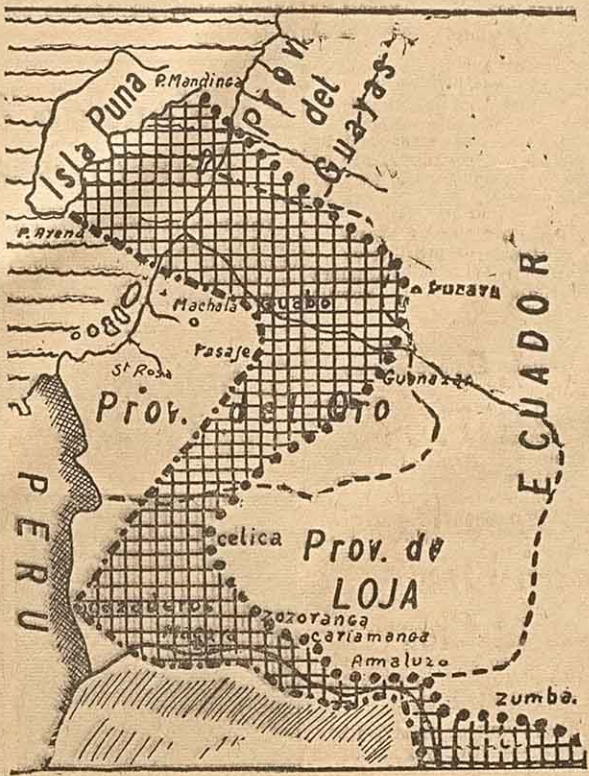 P. Mandinga
Prov. del Guayas
Isla Puna
P. Arena
Machala
Guabo
Pasaje
St Rosa
Prov. del Oro
ECUADOR
PERU
celica
Prov. de
LOJA
Zozoranga
cariamanga
Amaluzo
Zumba.